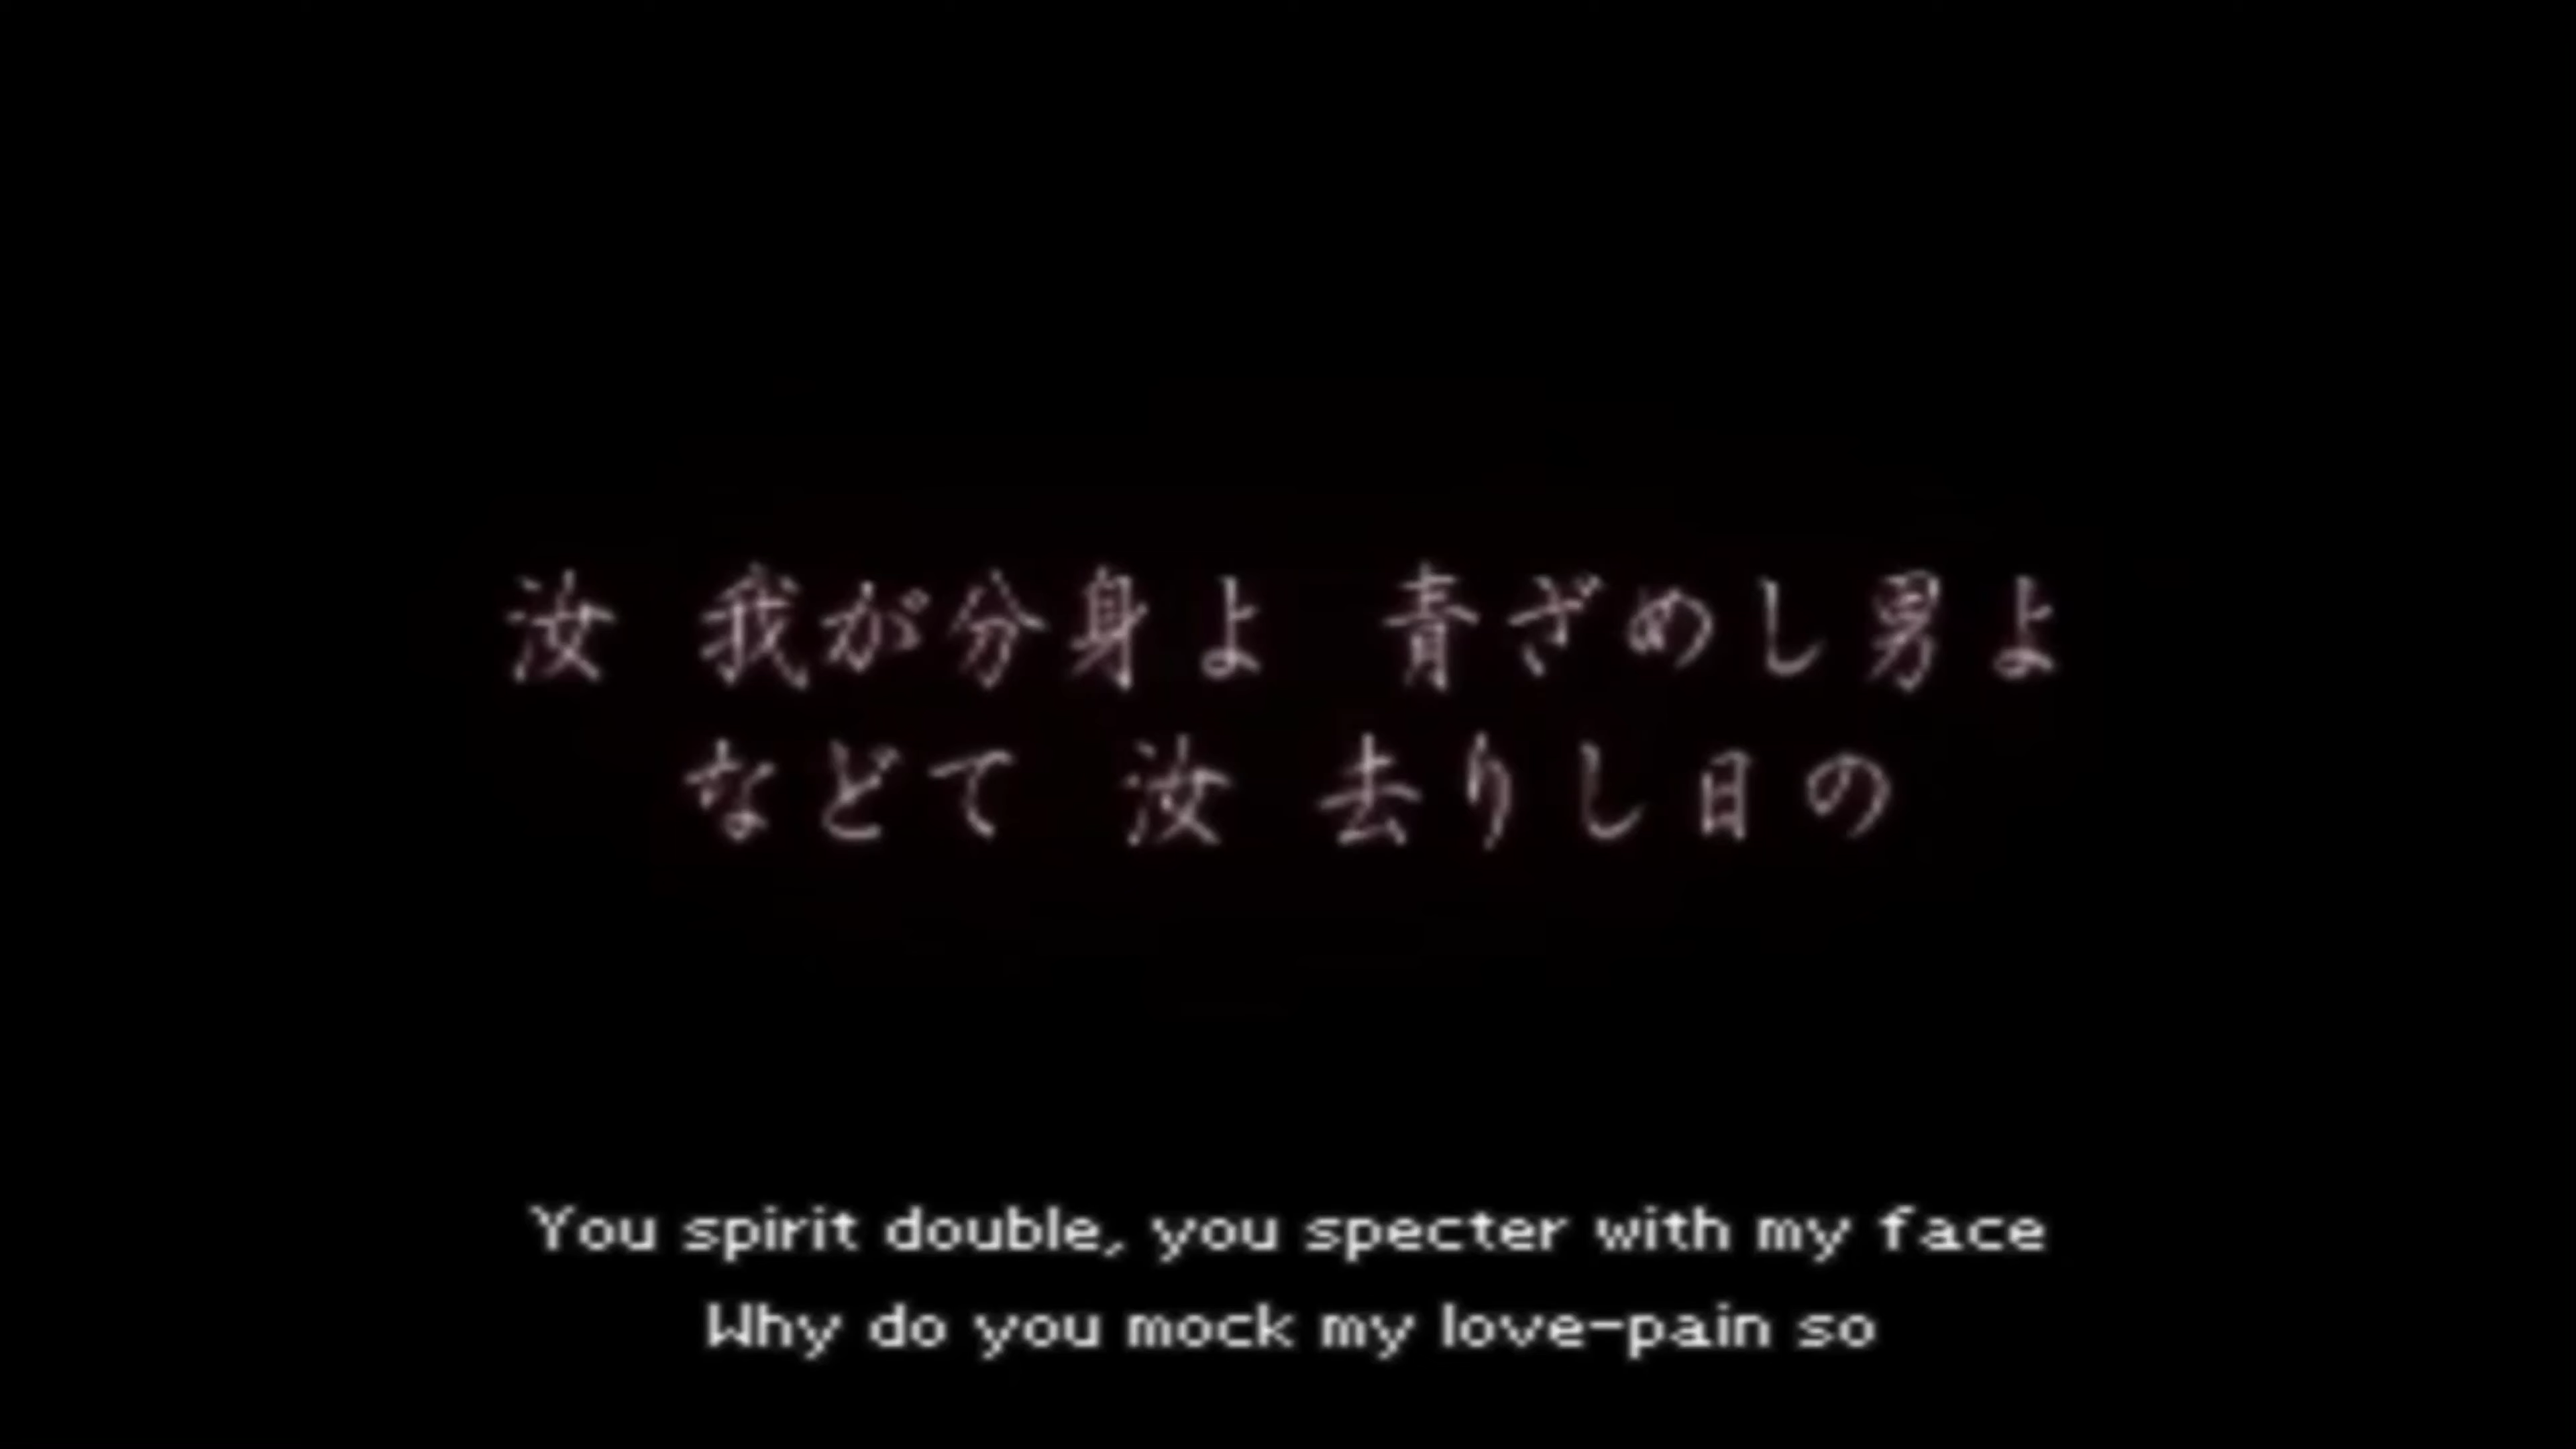 汝 我が分身よ 青ざめし男よ
などて 汝 去りし日の
You spirit double, you specter with my face
Why do you mock my love-pain so